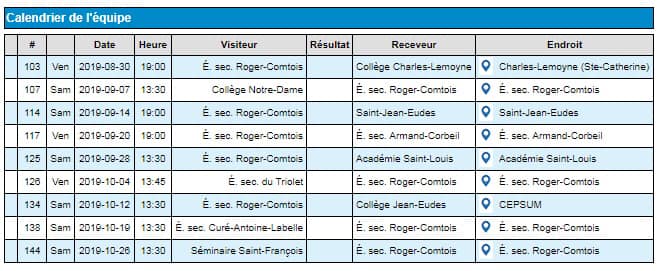 Calendrier de l'équipe
# Date Heure Visiteur Résultat Receveur Endroit
103 Ven 2019-08-30 19:00 É. sec. Roger-Comtois Collège Charles-Lemoyne Charles-Lemoyne (Ste-Catherine)
107 Sam 2019-09-07 13:30 Collège Notre-Dame É. sec. Roger-Comtois É. sec. Roger-Comtois
114 Sam 2019-09-14 19:00 É. sec. Roger-Comtois Saint-Jean-Eudes Saint-Jean-Eudes
117 Ven 2019-09-20 19:00 É. sec. Roger-Comtois É. sec. Armand-Corbeil É. sec. Armand-Corbeil
125 Sam 2019-09-28 13:30 É. sec. Roger-Comtois Académie Saint-Louis Académie Saint-Louis
126 Ven 2019-10-04 13:45 É. sec. du Triolet É. sec. Roger-Comtois É. sec. Roger-Comtois
134 Sam 2019-10-12 13:30 É. sec. Roger-Comtois Collège Jean-Eudes CEPSUM
138 Sam 2019-10-19 13:30 É. sec. Curé-Antoine-Labelle É. sec. Roger-Comtois É. sec. Roger-Comtois
144 Sam 2019-10-26 13:30 Séminaire Saint-François É. sec. Roger-Comtois É. sec. Roger-Comtois